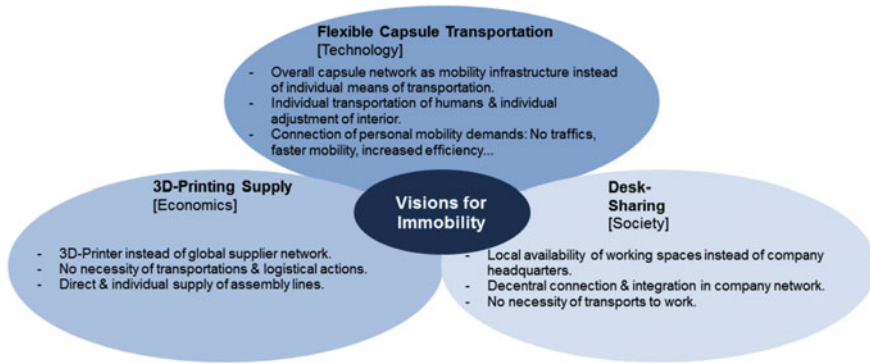 Flexible Capsule Transportation
[Technology]
- Overall capsule network as mobility infrastructure instead
of individual means of transportation.
- Individual transportation of humans & individual
adjustment of interior.
- Connection of personal mobility demands: No traffics,
faster mobility, increased efficiency...
3D-Printing Supply
[Economics]
- 3D-Printer instead of global supplier network.
- No necessity of transportations & logistical actions.
- Direct & individual supply of assembly lines.
Visions for
Immobility
Desk-
Sharing
[Society]
- Local availability of working spaces instead of company
headquarters.
- Decentral connection & integration in company network.
- No necessity of transports to work.